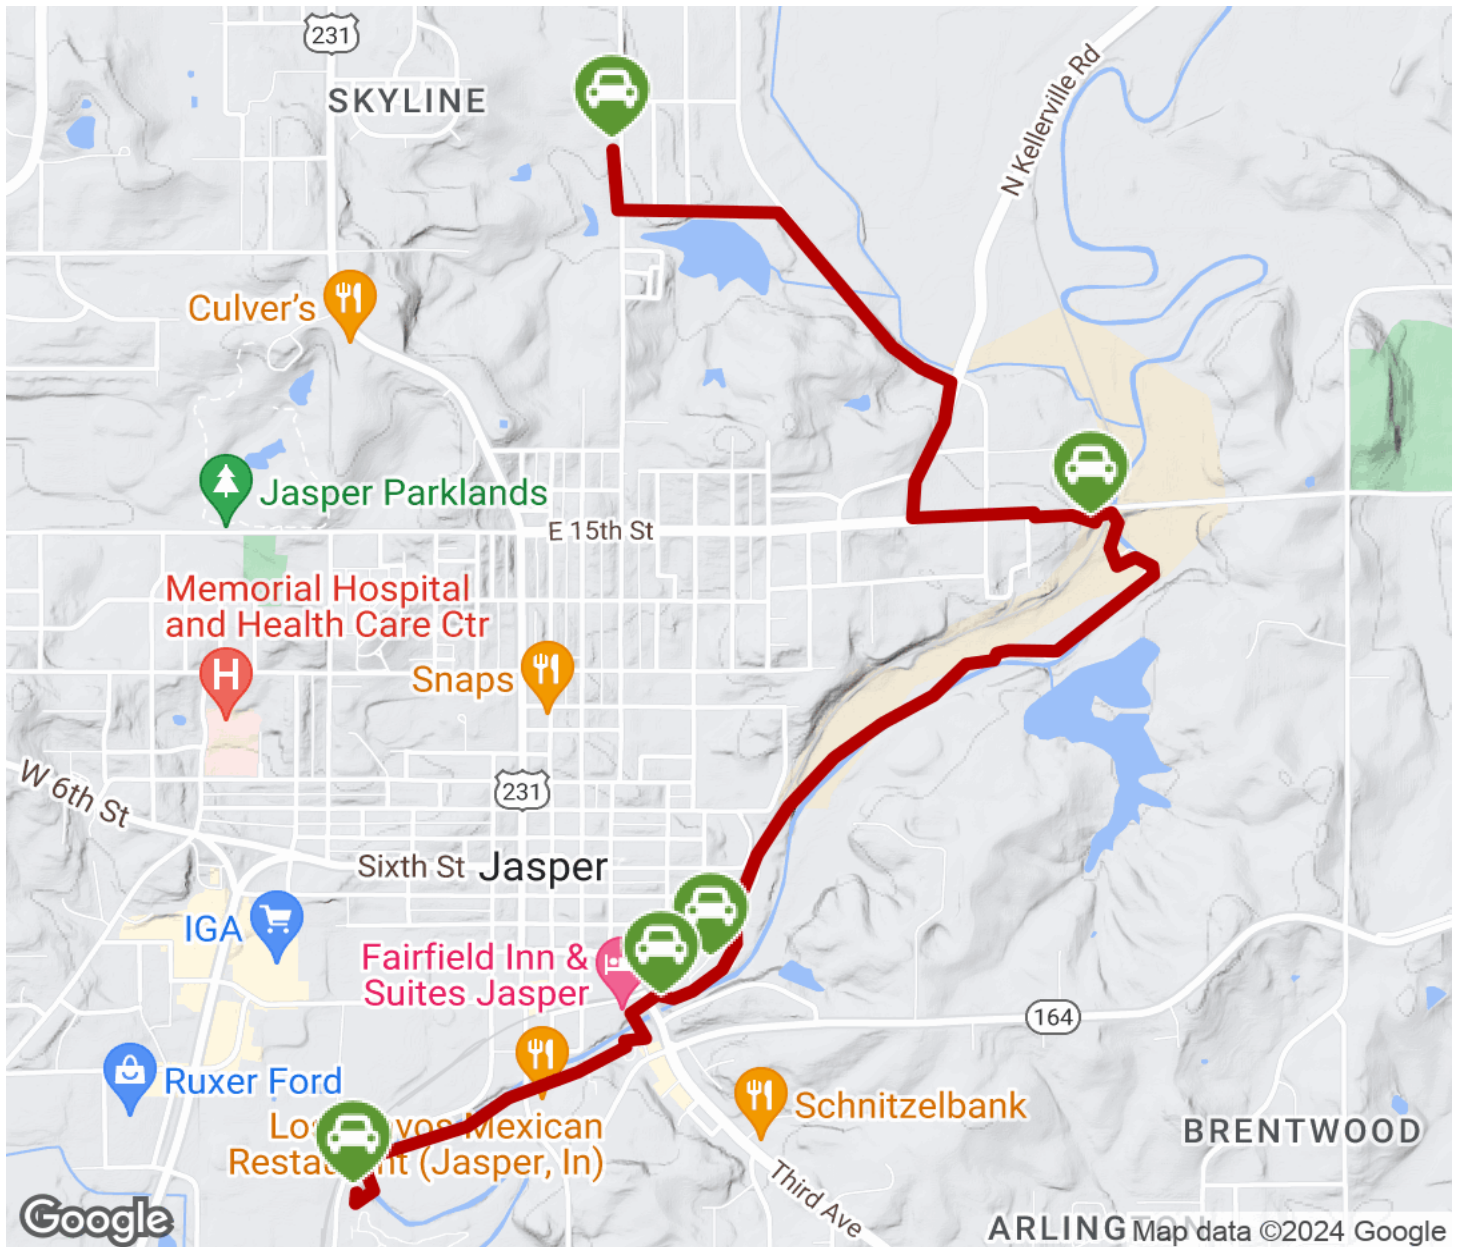 231
SKYLINE
N Kellerville Rd
Culver's
Jasper Parklands
E 15th St
Memorial Hospital
and Health Care Ctr
H
Snaps
W 6th St
231
Sixth St
Jasper
IGA
Fairfield Inn &
Suites Jasper
164
Ruxer Ford
Schnitzelbank
Mexican
(Jasper, In)
BRENTWOOD
Third Ave
Google
Map data ©2024 Google